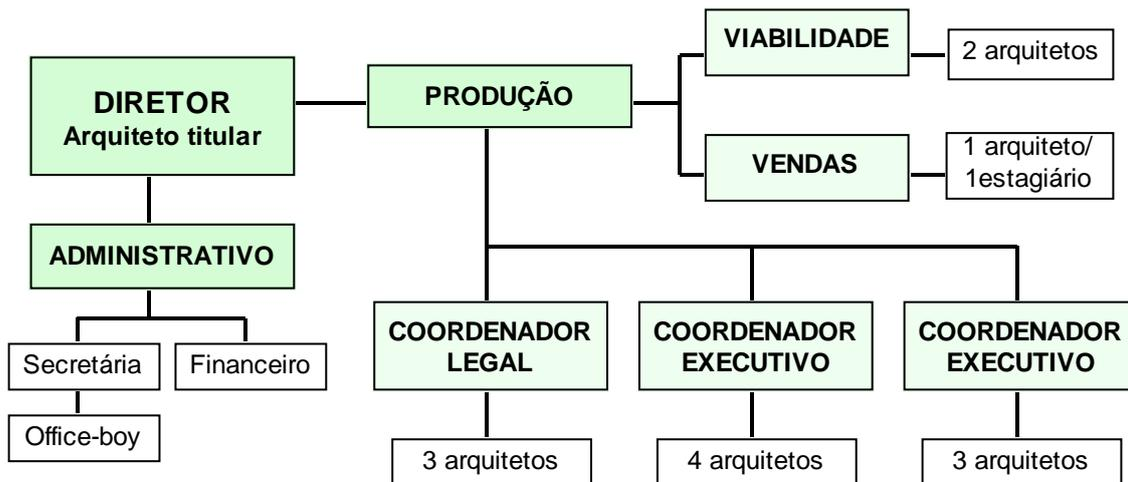 VIABILIDADE
2 arquitetos
DIRETOR
Arquiteto titular
PRODUÇÃO
VENDAS
1 arquiteto/
1estagiário
ADMINISTRATIVO
Secretária
Financeiro
Office-boy
COORDENADOR
LEGAL
COORDENADOR
EXECUTIVO
COORDENADOR
EXECUTIVO
3 arquitetos
4 arquitetos
3 arquitetos